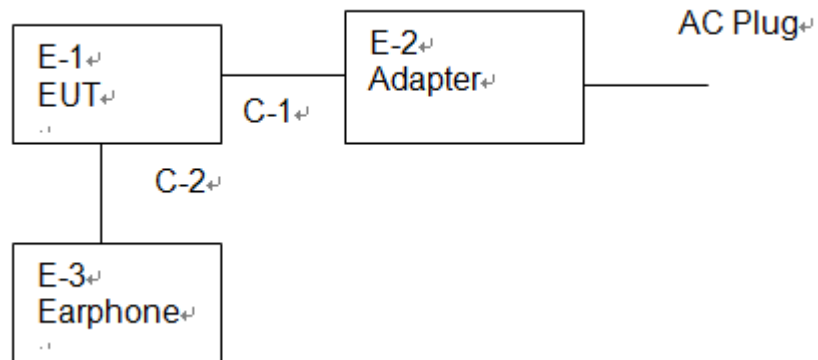 E-1
EUT
C-1
E-2
Adapter
AC Plug
C-2
E-3
Earphone